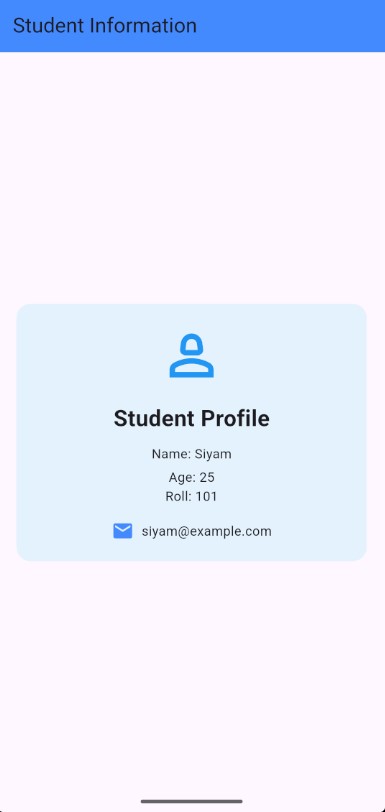 Student Information
Student Profile
Name: Siyam
Age: 25
Roll: 101
siyam@example.com